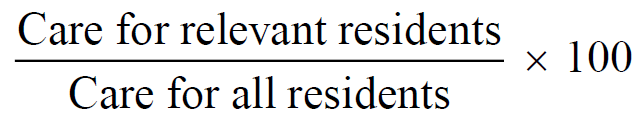 Care for relevant residents
Care for all residents
× 100